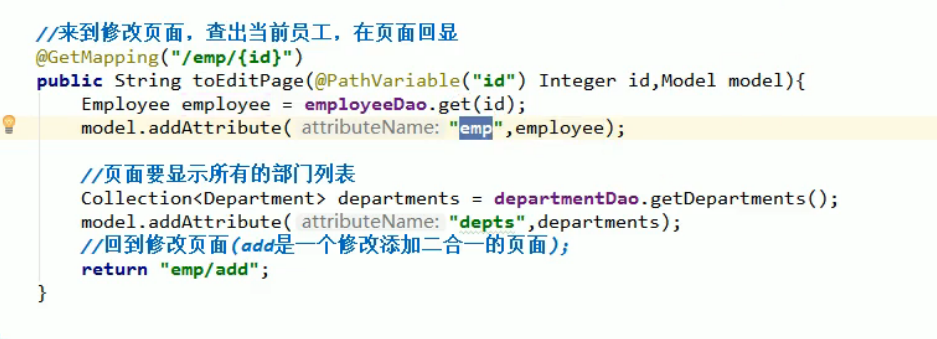 //来到修改页面，查出当前员工，在页面回显
@GetMapping("/emp/{id}")
public String toEditPage(@PathVariable("id") Integer id,Model model){
Employee employee = employeeDao.get(id);
model.addAttribute( attributeName: "emp",employee);
//页面要显示所有的部门列表
Collection<Department> departments = departmentDao.getDepartments();
model.addAttribute( attributeName: "depts",departments);
//回到修改页面(add是一个修改添加二合一的页面);
return "emp/add";
}